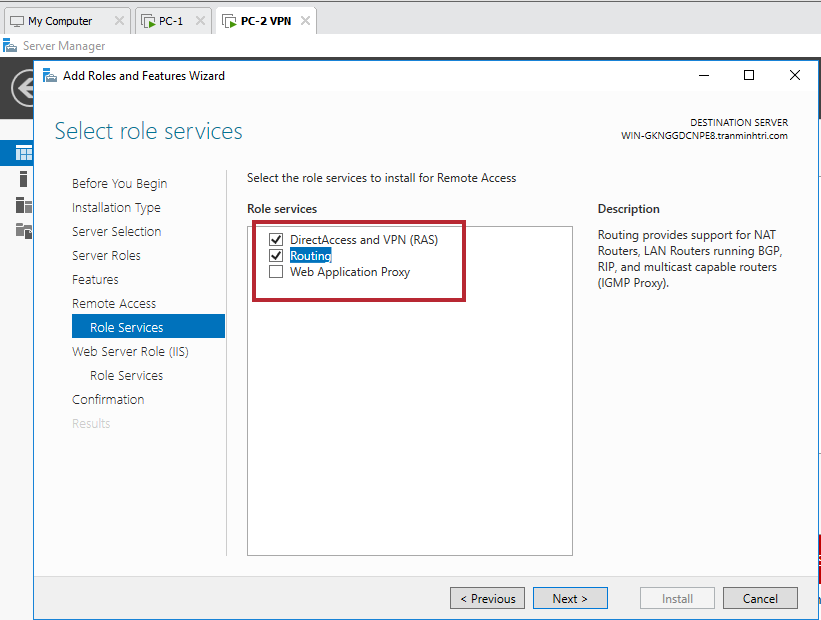 My Computer
PC-1
PC-2 VPN
Server Manager
Add Roles and Features Wizard
Select role services
DESTINATION SERVER
WIN-GKNGGDCNPE8.tranminhtri.com
Before You Begin
Installation Type
Server Selection
Server Roles
Features
Remote Access
Role Services
Web Server Role (IIS)
Role Services
Confirmation
Results
Select the role services to install for Remote Access
Role services
DirectAccess and VPN (RAS)
Routing
Web Application Proxy
Description
Routing provides support for NAT
Routers, LAN Routers running BGP,
RIP, and multicast capable routers
(IGMP Proxy).
< Previous
Next >
Install
Cancel